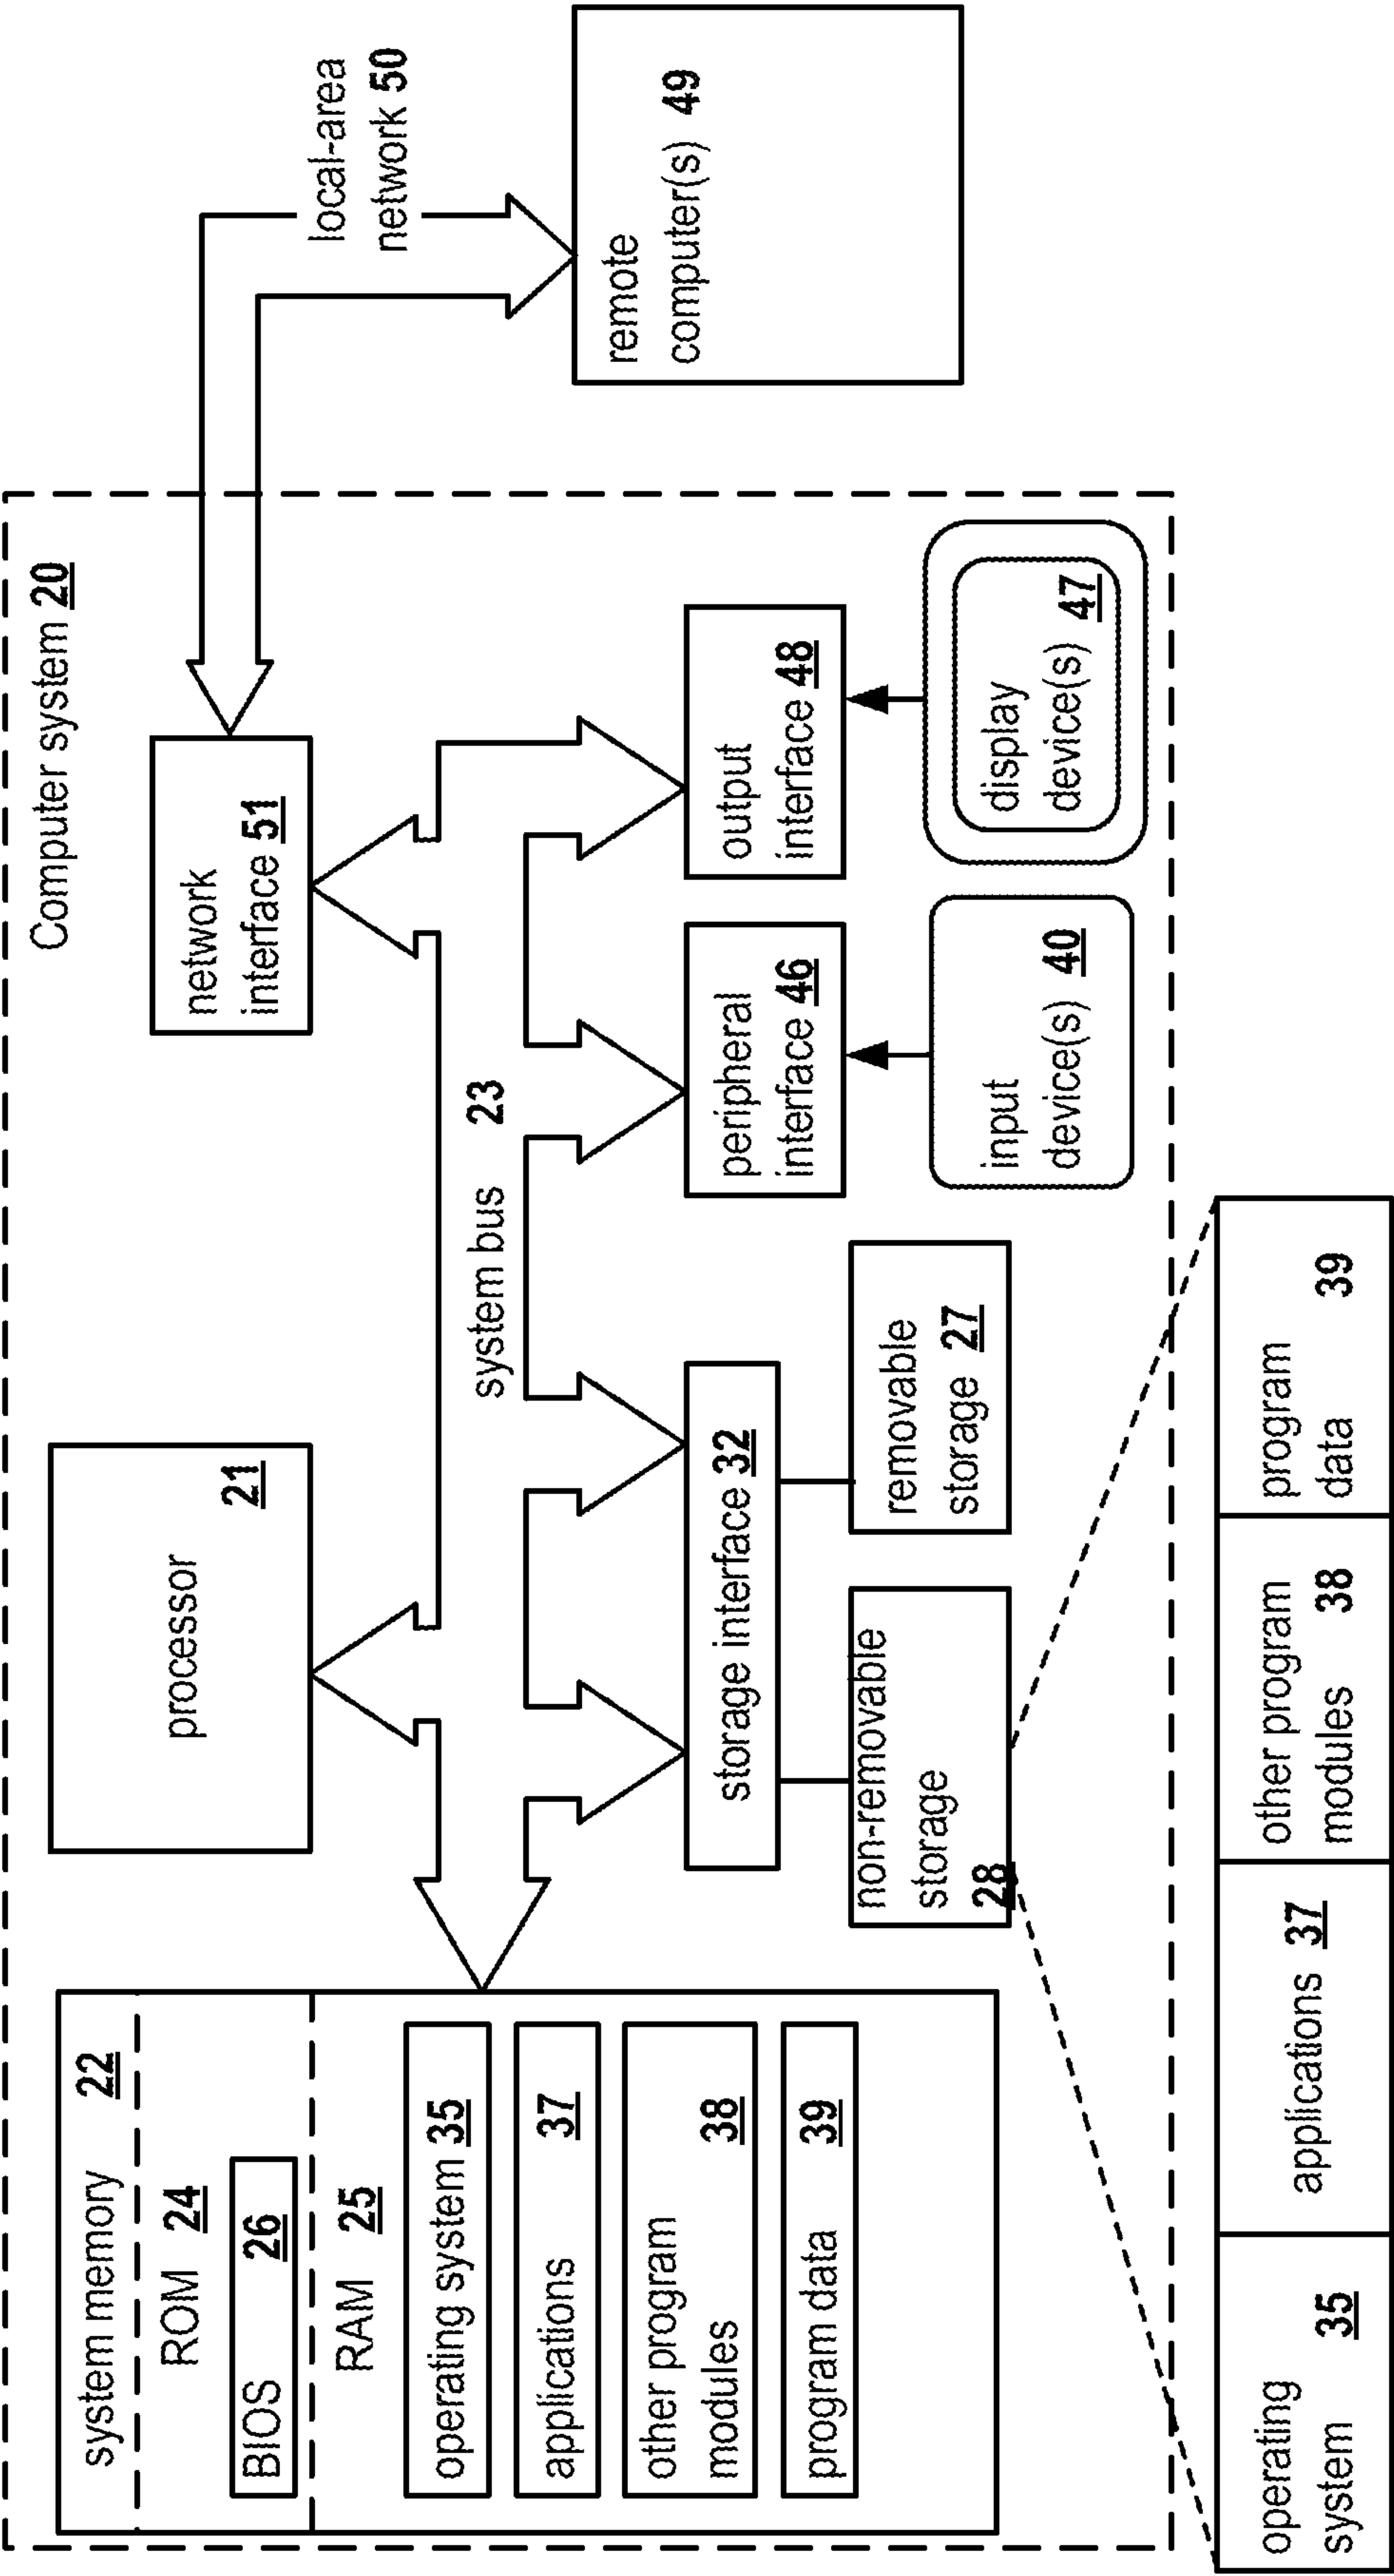 Computer system 20
system memory 22
ROM 24
BIOS 26
RAM 25
operating system 35
applications 37
other program
modules 38
program data 39
processor
21
network
interface 51
local-area
network 50
system bus 23
storage interface 32
non-removable
storage
28
removable
storage 27
peripheral
interface 46
output
interface 48
input
device(s) 40
display
device(s) 47
remote
computer(s) 49
operating
system 35
applications 37
other program
modules 38
program
data 39